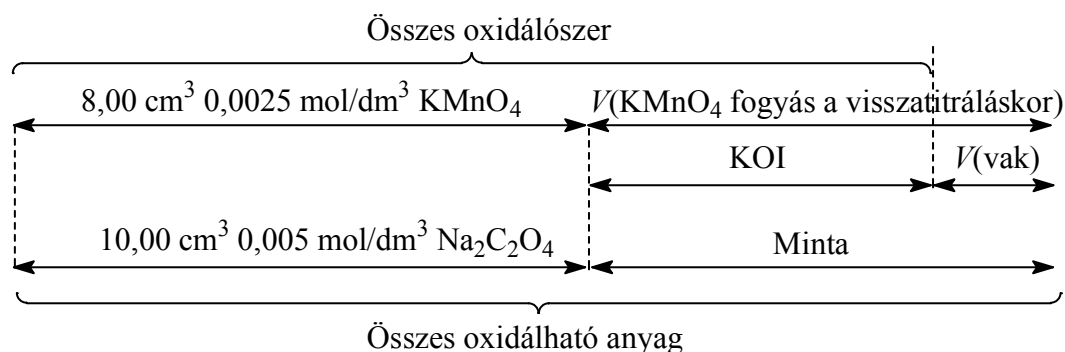 Összes oxidálószer
8,00 cm³ 0,0025 mol/dm³ KMnO₄ V(KMnO₄ fogyás a visszatitráláskor)
KOI V(vak)
10,00 cm³ 0,005 mol/dm³ Na₂C₂O₄ Minta
Összes oxidálható anyag